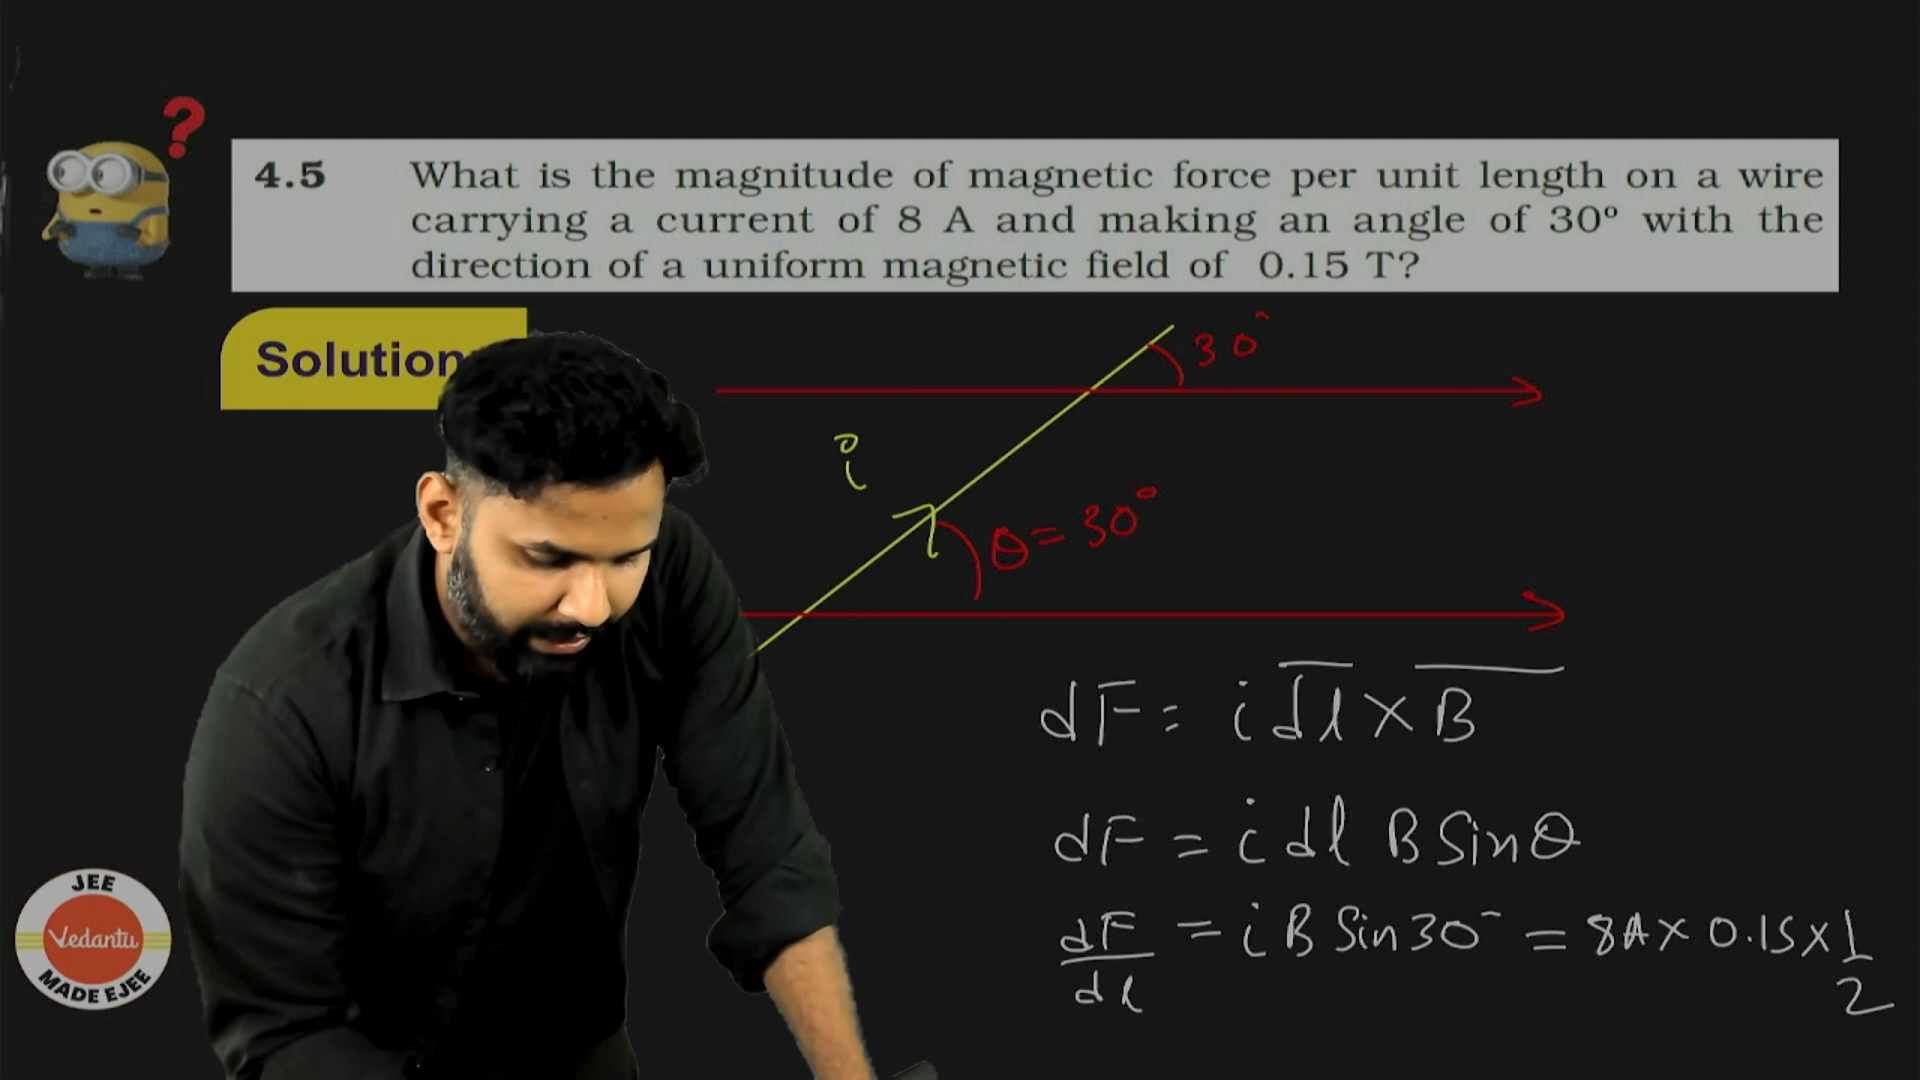 ?
4.5 What is the magnitude of magnetic force per unit length on a wire
carrying a current of 8 A and making an angle of 30º with the
direction of a uniform magnetic field of 0.15 T?
Solution
30°
i
θ = 30°
dF = i dl × B
dF = i dl B Sinθ
dF/dl = i B Sin30° = 8A × 0.15 × 1/2
JEE
Vedantu
MADE EJEE